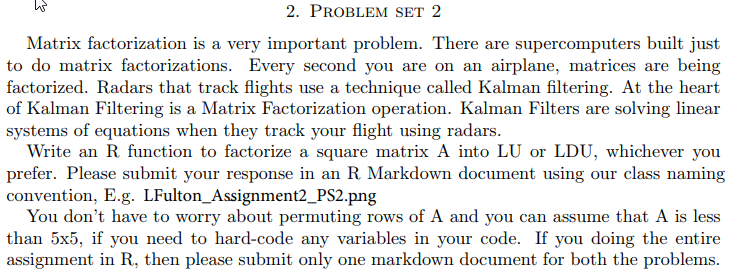 2. PROBLEM SET 2
Matrix factorization is a very important problem. There are supercomputers built just
to do matrix factorizations. Every second you are on an airplane, matrices are being
factorized. Radars that track flights use a technique called Kalman filtering. At the heart
of Kalman Filtering is a Matrix Factorization operation. Kalman Filters are solving linear
systems of equations when they track your flight using radars.
Write an R function to factorize a square matrix A into LU or LDU, whichever you
prefer. Please submit your response in an R Markdown document using our class naming
convention, E.g. LFulton_Assignment2_PS2.png
You don't have to worry about permuting rows of A and you can assume that A is less
than 5x5, if you need to hard-code any variables in your code. If you doing the entire
assignment in R, then please submit only one markdown document for both the problems.